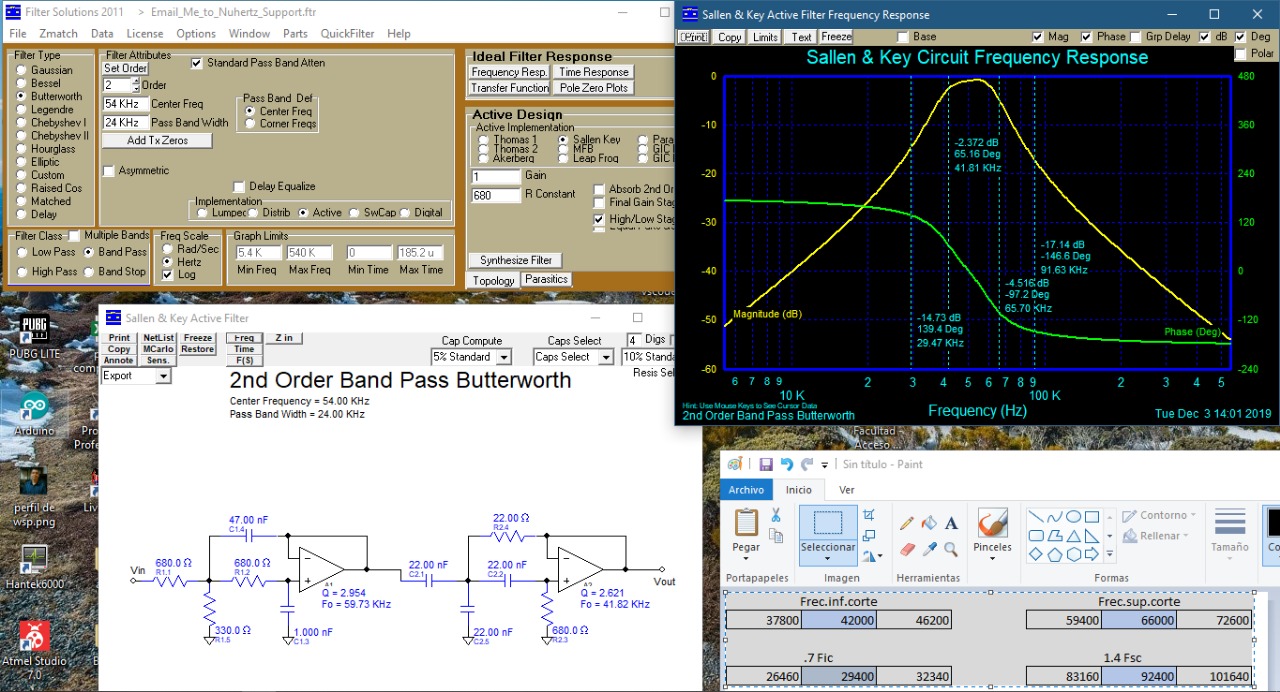 Filter Solutions 2011 > Email_Me_to_Nuhertz_Support.ftr
File Zmatch Data License Options Window Parts QuickFilter Help
Filter Type
Gaussian
Bessel
Butterworth
Legendre
Chebyshev I
Chebyshev II
Hourglass
Elliptic
Custom
Raised Cos
Matched
Delay
Filter Attributes
Set Order
Standard Pass Band Atten
2 Order
54 KHz Center Freq
24 KHz Pass Band Width
Pass Band Def
Center Freq
Corner Freqs
Add Tx Zeros
Asymmetric
Delay Equalize
Implementation
Lumped Distrib Active SwCap Digital
Filter Class Multiple Bands
Low Pass Band Pass
High Pass Band Stop
Freq Scale
Rad/Sec
Hertz
Log
Graph Limits
5.4 K 540 K 0 185.2 u
Min Freq Max Freq Min Time Max Time
Ideal Filter Response
Frequency Resp. Time Response
Transfer Function Pole Zero Plots
Active Design
Active Implementation
Thomas 1 Sallen Key Para
Thomas 2 MFB GIC
Akerberg Leap Frog GIC
1 Gain
680 R Constant
Absorb 2nd Or
Final Gain Stag
High/Low Stag
Synthesize Filter
Topology Parasitics
Sallen & Key Active Filter Frequency Response
Print Copy Limits Text Freeze Base Mag Phase Grp Delay dB Deg
Polar
Sallen & Key Circuit Frequency Response
0
-10
-20
-30
-40
-50
-60
480
360
240
120
0
-120
-240
-2.372 dB
65.16 Deg
41.81 KHz
-17.14 dB
-146.6 Deg
91.63 KHz
-4.516 dB
-97.2 Deg
65.70 KHz
-14.73 dB
139.4 Deg
29.47 KHz
Magnitude (dB)
Phase (Deg)
6 7 8 9 2 3 4 5 6 7 8 9 2 3 4 5
10 K 100 K
Hint: Use Mouse Keys to See Cursor Data
2nd Order Band Pass Butterworth
Frequency (Hz)
Tue Dec 3 14:01 2019
Sallen & Key Active Filter
Print NetList Freeze Freq Z in
Copy MCarlo Restore Time
Annote Sens. F(S)
Export
Cap Compute
5% Standard
Caps Select
Caps Select
4 Digs
10% Standa
Resis Sel
2nd Order Band Pass Butterworth
Center Frequency = 54.00 KHz
Pass Band Width = 24.00 KHz
47.00 nF
C1.4
Vin
680.0 Ω
R1.1
680.0 Ω
R1.2
330.0 Ω
R1.5
1.000 nF
C1.3
A1
Q = 2.954
Fo = 59.73 KHz
22.00 nF
C2.1
22.00 nF
C2.2
22.00 Ω
R2.4
22.00 nF
C2.5
680.0 Ω
R2.3
Q = 2.621
Fo = 41.82 KHz
Vout
PUBG LITE
Arduino
perfil de
wsp.png
Hantek6000
Atmel Studio
7.0
Facultad -
Acceso...
Sin título - Paint
Archivo Inicio Ver
Pegar
Seleccionar
Pinceles
Contorno
Rellenar
Tamaño
Portapapeles Imagen Herramientas Formas
Frec.inf.corte Frec.sup.corte
37800 42000 46200 59400 66000 72600
.7 Fic 1.4 Fsc
26460 29400 32340 83160 92400 101640